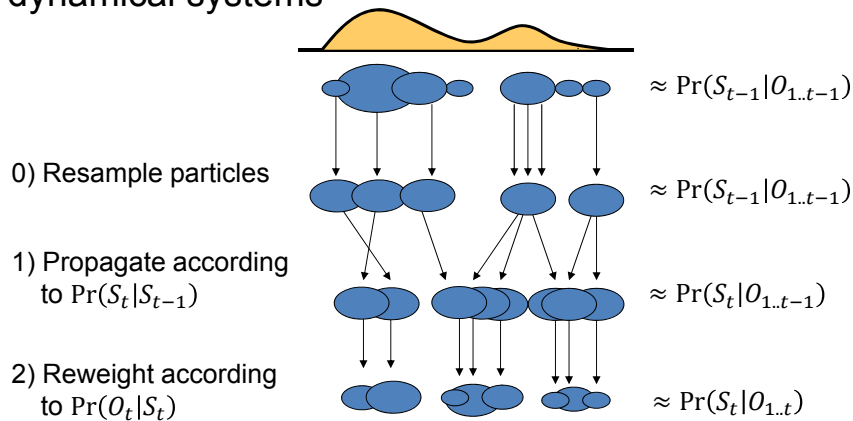 dynamical systems
≈ Pr(S_{t−1}|O_{1..t−1})
0) Resample particles
≈ Pr(S_{t−1}|O_{1..t−1})
1) Propagate according
to Pr(S_t|S_{t−1})
≈ Pr(S_t|O_{1..t−1})
2) Reweight according
to Pr(O_t|S_t)
≈ Pr(S_t|O_{1..t})